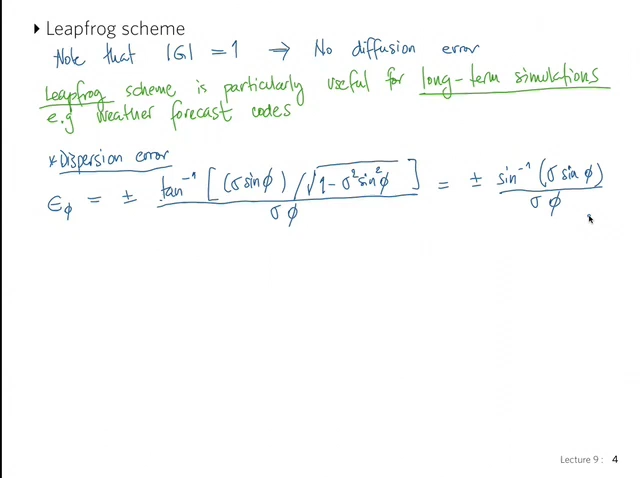 Leapfrog scheme
Note that |G| = 1 → No diffusion error
Leapfrog scheme is particularly useful for long-term simulations
e.g weather forecast codes
* Dispersion error
ϵ_ϕ = ± tan⁻¹ [ (σ sin ϕ) / √(1 - σ² sin² ϕ) ] / σϕ = ± sin⁻¹ (σ sin ϕ) / σϕ
Lecture 9 : 4